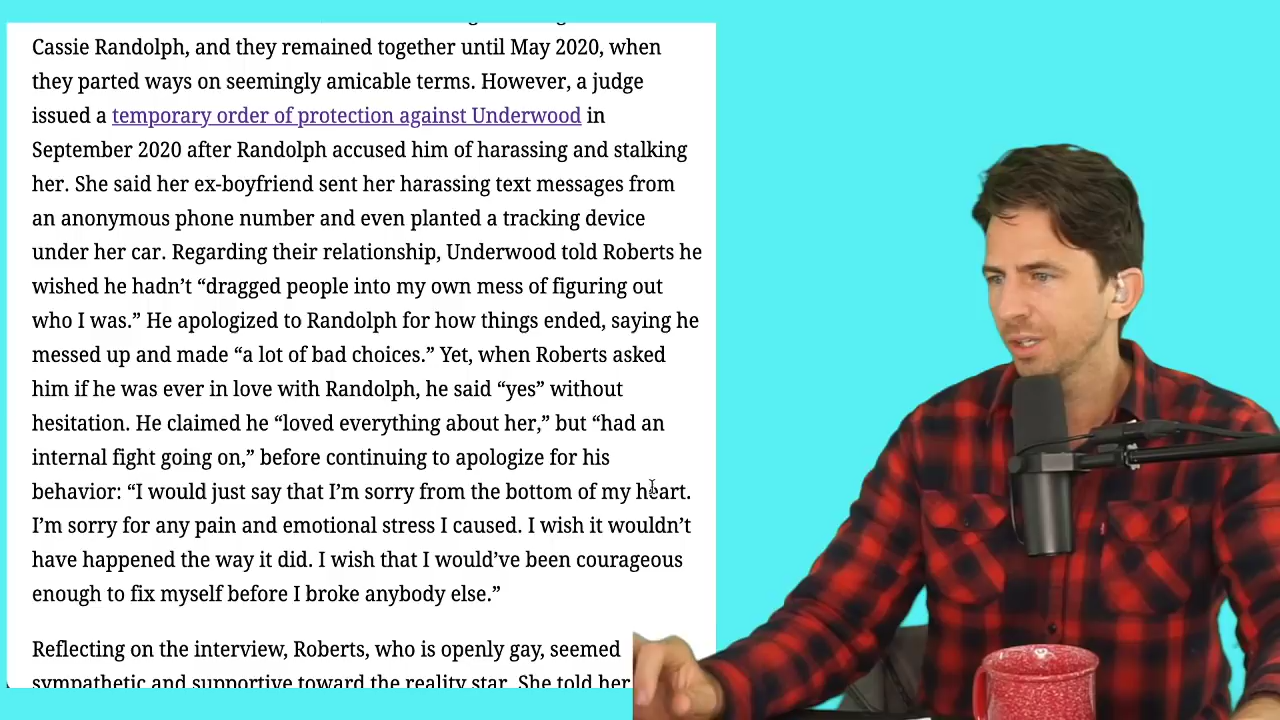 Cassie Randolph, and they remained together until May 2020, when
they parted ways on seemingly amicable terms. However, a judge
issued a temporary order of protection against Underwood in
September 2020 after Randolph accused him of harassing and stalking
her. She said her ex-boyfriend sent her harassing text messages from
an anonymous phone number and even planted a tracking device
under her car. Regarding their relationship, Underwood told Roberts he
wished he hadn’t “dragged people into my own mess of figuring out
who I was.” He apologized to Randolph for how things ended, saying he
messed up and made “a lot of bad choices.” Yet, when Roberts asked
him if he was ever in love with Randolph, he said “yes” without
hesitation. He claimed he “loved everything about her,” but “had an
internal fight going on,” before continuing to apologize for his
behavior: “I would just say that I’m sorry from the bottom of my heart.
I’m sorry for any pain and emotional stress I caused. I wish it wouldn’t
have happened the way it did. I wish that I would’ve been courageous
enough to fix myself before I broke anybody else.”
Reflecting on the interview, Roberts, who is openly gay, seemed
sympathetic and supportive toward the reality star. She told her